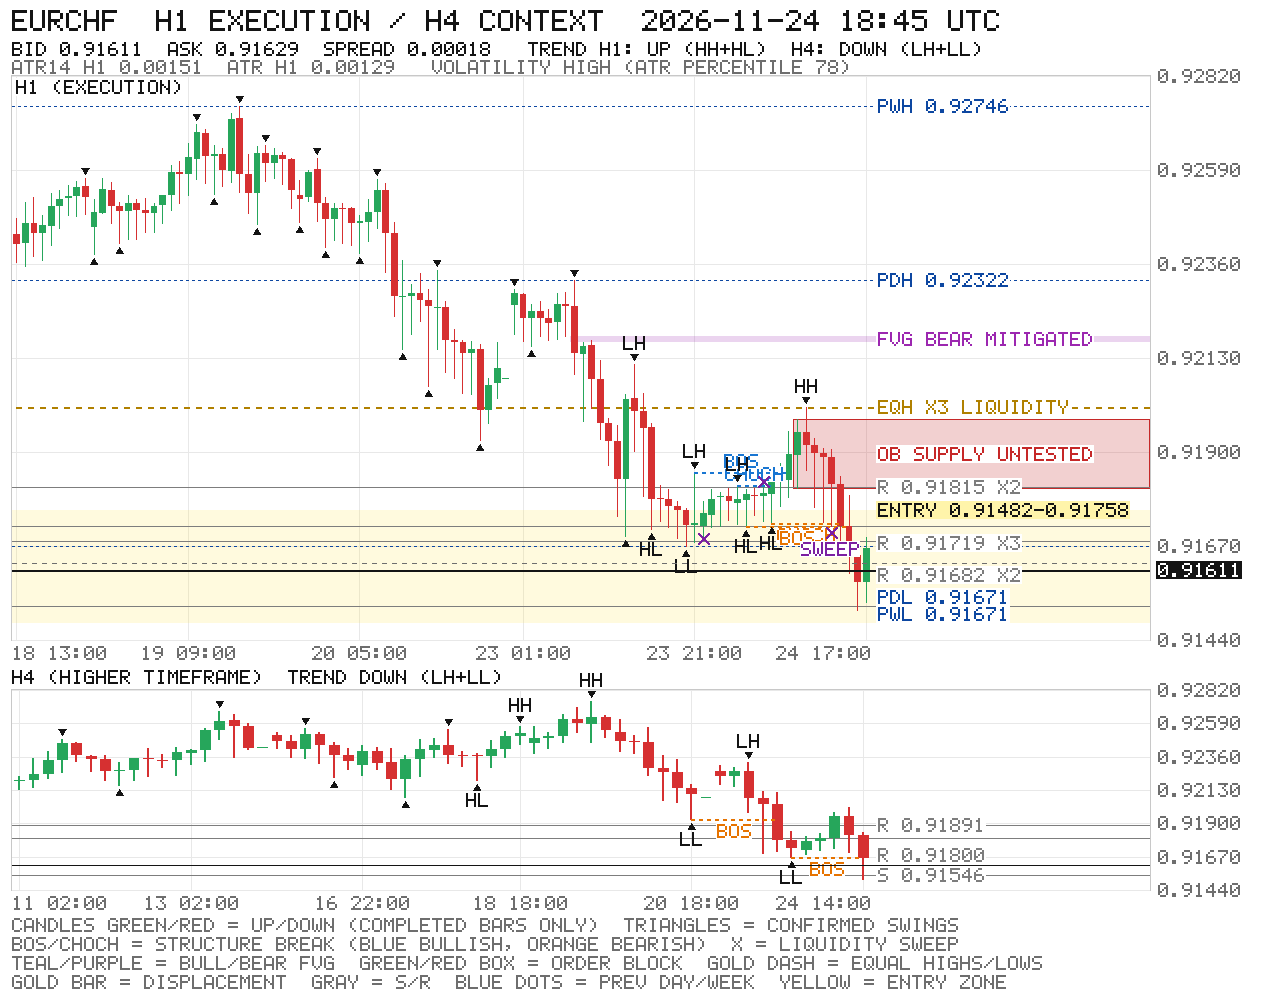 EURCHF  H1 EXECUTION / H4 CONTEXT  2026-11-24 18:45 UTC
BID 0.91611  ASK 0.91629  SPREAD 0.00018  TREND H1: UP (HH+HL)  H4: DOWN (LH+LL)
ATR14 H1 0.00151  ATR H1 0.00129  VOLATILITY HIGH (ATR PERCENTILE 78)
H1 (EXECUTION)
0.92820
PWH 0.92746
0.92590
0.92360
PDH 0.92322
FVG BEAR MITIGATED
LH
0.92130
HH
EQH X3 LIQUIDITY
LH
BOS
LH
CHOCH
OB SUPPLY UNTESTED
0.91900
R 0.91815 X2
ENTRY 0.91482-0.91758
HL
LL
HL
HL
BOS
SWEEP
R 0.91719 X3
0.91670
0.91611
R 0.91682 X2
PDL 0.91671
PWL 0.91671
0.91440
18 13:00  19 09:00  20 05:00  23 01:00  23 21:00  24 17:00
H4 (HIGHER TIMEFRAME)  TREND DOWN (LH+LL)
HH
0.92820
HH
0.92590
LH
0.92360
HL
0.92130
LL
BOS
R 0.91891
0.91900
R 0.91800
0.91670
LL
BOS
S 0.91546
0.91440
11 02:00  13 02:00  16 22:00  18 18:00  20 18:00  24 14:00
CANDLES GREEN/RED = UP/DOWN (COMPLETED BARS ONLY)  TRIANGLES = CONFIRMED SWINGS
BOS/CHOCH = STRUCTURE BREAK (BLUE BULLISH, ORANGE BEARISH)  X = LIQUIDITY SWEEP
TEAL/PURPLE = BULL/BEAR FVG  GREEN/RED BOX = ORDER BLOCK  GOLD DASH = EQUAL HIGHS/LOWS
GOLD BAR = DISPLACEMENT  GRAY = S/R  BLUE DOTS = PREV DAY/WEEK  YELLOW = ENTRY ZONE